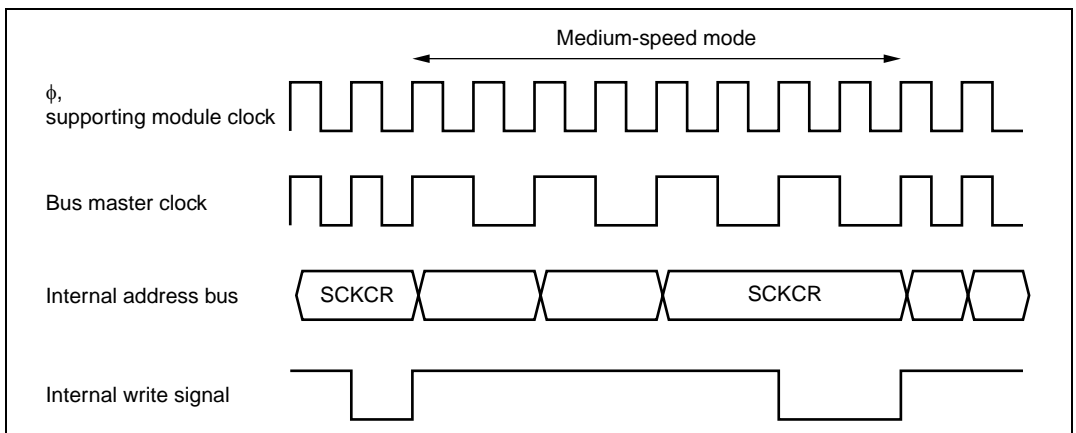 Medium-speed mode
ϕ,
supporting module clock
Bus master clock
Internal address bus
SCKCR
SCKCR
Internal write signal